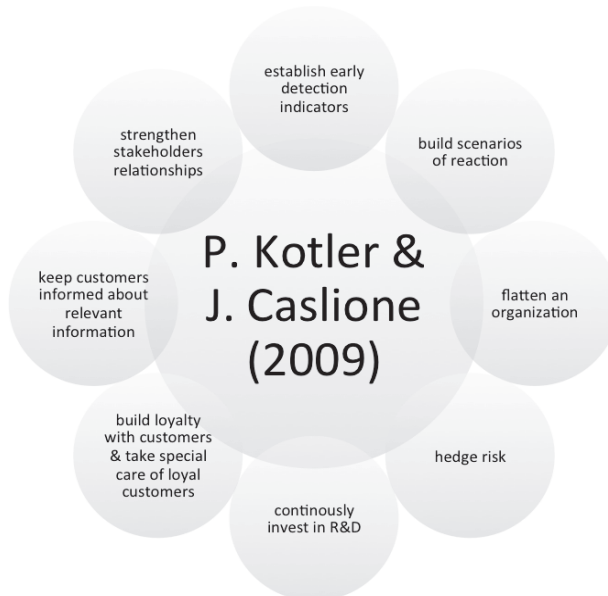 establish early
detection
indicators
build scenarios
of reaction
flatten an
organization
hedge risk
continously
invest in R&D
build loyalty
with customers
& take special
care of loyal
customers
keep customers
informed about
relevant
information
strengthen
stakeholders
relationships
P. Kotler &
J. Caslione
(2009)